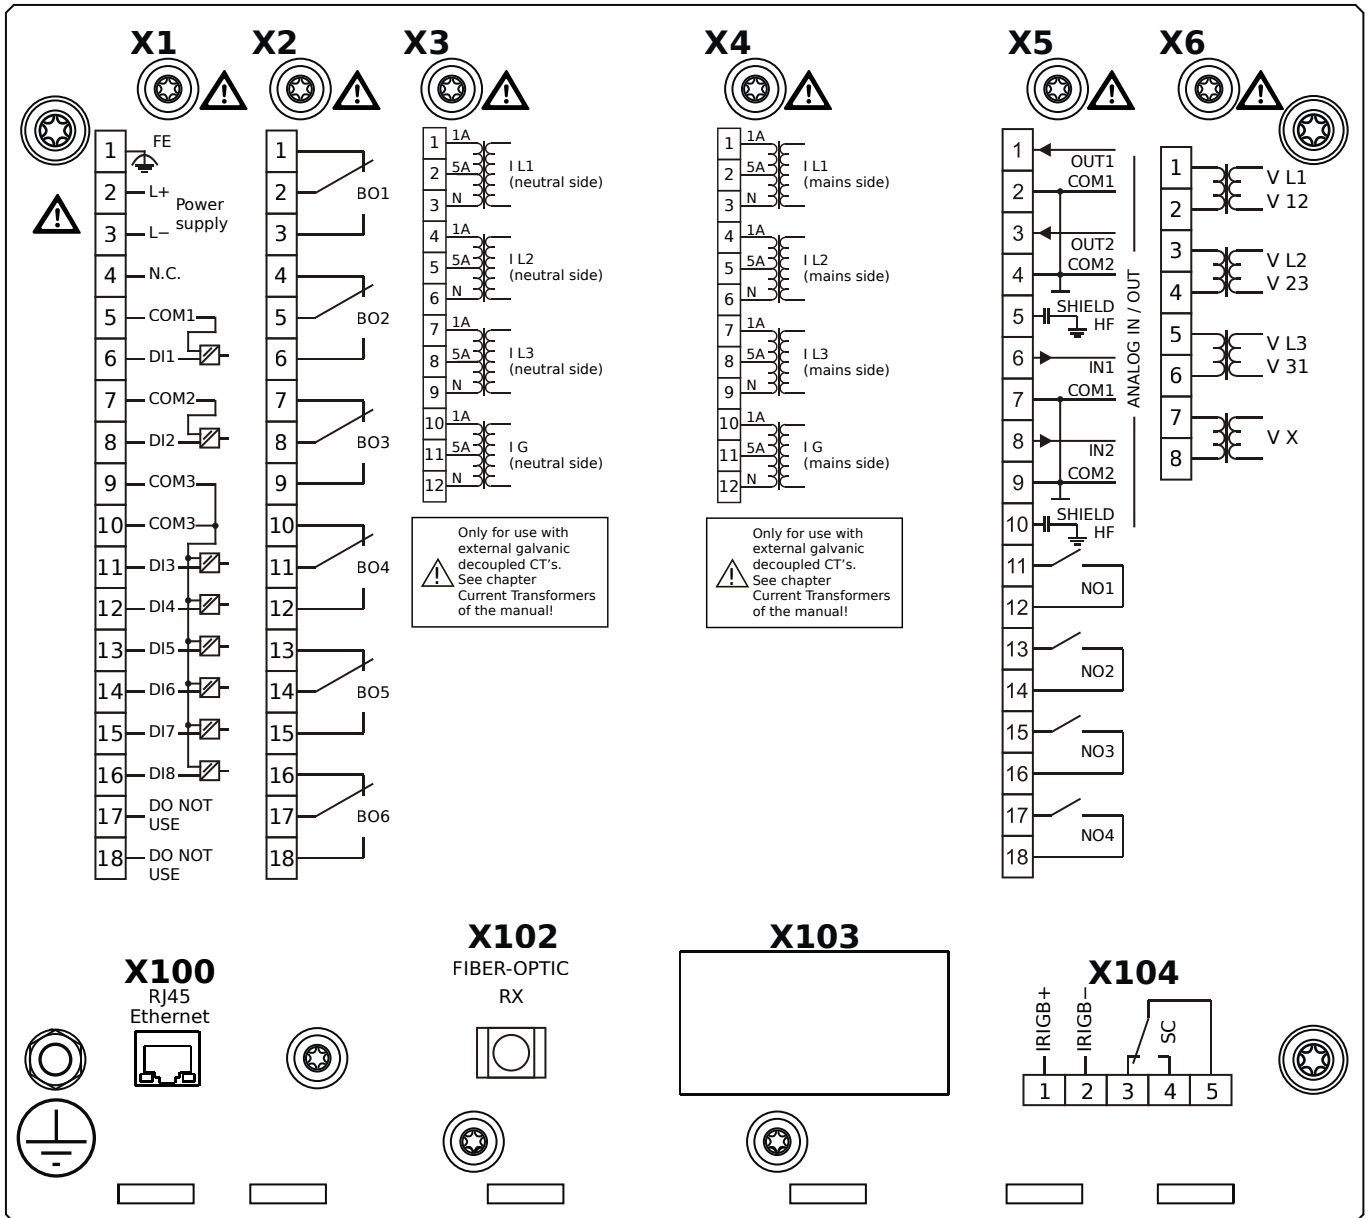 X1
X2
X3
X4
X5
X6
1
FE
2
L+
Power
supply
3
L−
4
N.C.
5
COM1
6
DI1
7
COM2
8
DI2
9
COM3
10
COM3
11
DI3
12
DI4
13
DI5
14
DI6
15
DI7
16
DI8
17
DO NOT
USE
18
DO NOT
USE
1
2
BO1
3
4
5
BO2
6
7
8
BO3
9
10
11
BO4
12
13
14
BO5
15
16
17
BO6
18
1
1A
2
5A
I L1
(neutral side)
3
N
4
1A
5
5A
I L2
(neutral side)
6
N
7
1A
8
5A
I L3
(neutral side)
9
N
10
1A
11
5A
I G
(neutral side)
12
N
Only for use with
external galvanic
decoupled CT’s.
See chapter
Current Transformers
of the manual!
1
1A
2
5A
I L1
(mains side)
3
N
4
1A
5
5A
I L2
(mains side)
6
N
7
1A
8
5A
I L3
(mains side)
9
N
10
1A
11
5A
I G
(mains side)
12
N
Only for use with
external galvanic
decoupled CT’s.
See chapter
Current Transformers
of the manual!
1
OUT1
2
COM1
3
OUT2
4
COM2
5
SHIELD
HF
6
IN1
7
COM1
8
IN2
9
COM2
10
SHIELD
HF
ANALOG IN / OUT
11
NO1
12
13
NO2
14
15
NO3
16
17
NO4
18
1
V L1
2
V 12
3
V L2
4
V 23
5
V L3
6
V 31
7
V X
8
X100
RJ45
Ethernet
X102
FIBER-OPTIC
RX
X103
X104
IRIGB+
IRIGB−
SC
1 2 3 4 5